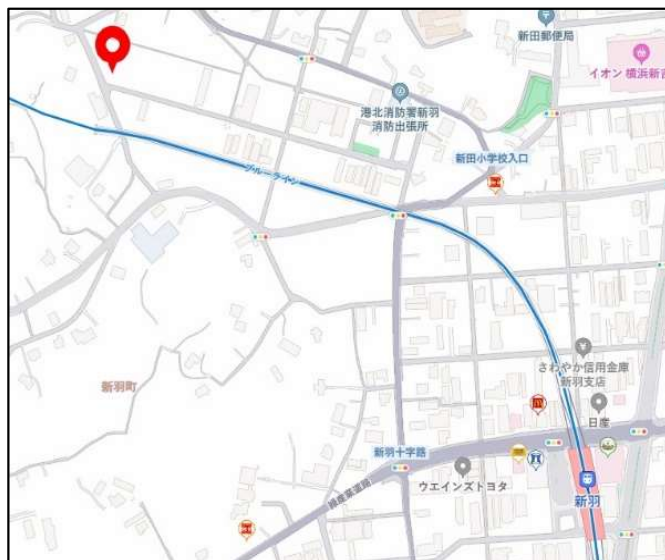 新田郵便局
イオン 横浜新吉
港北消防署新羽
消防出張所
新田小学校入口
ブルーライン
さわやか信用金庫
新羽支店
新羽町
日産
新羽十字路
ウエインズトヨタ
新羽